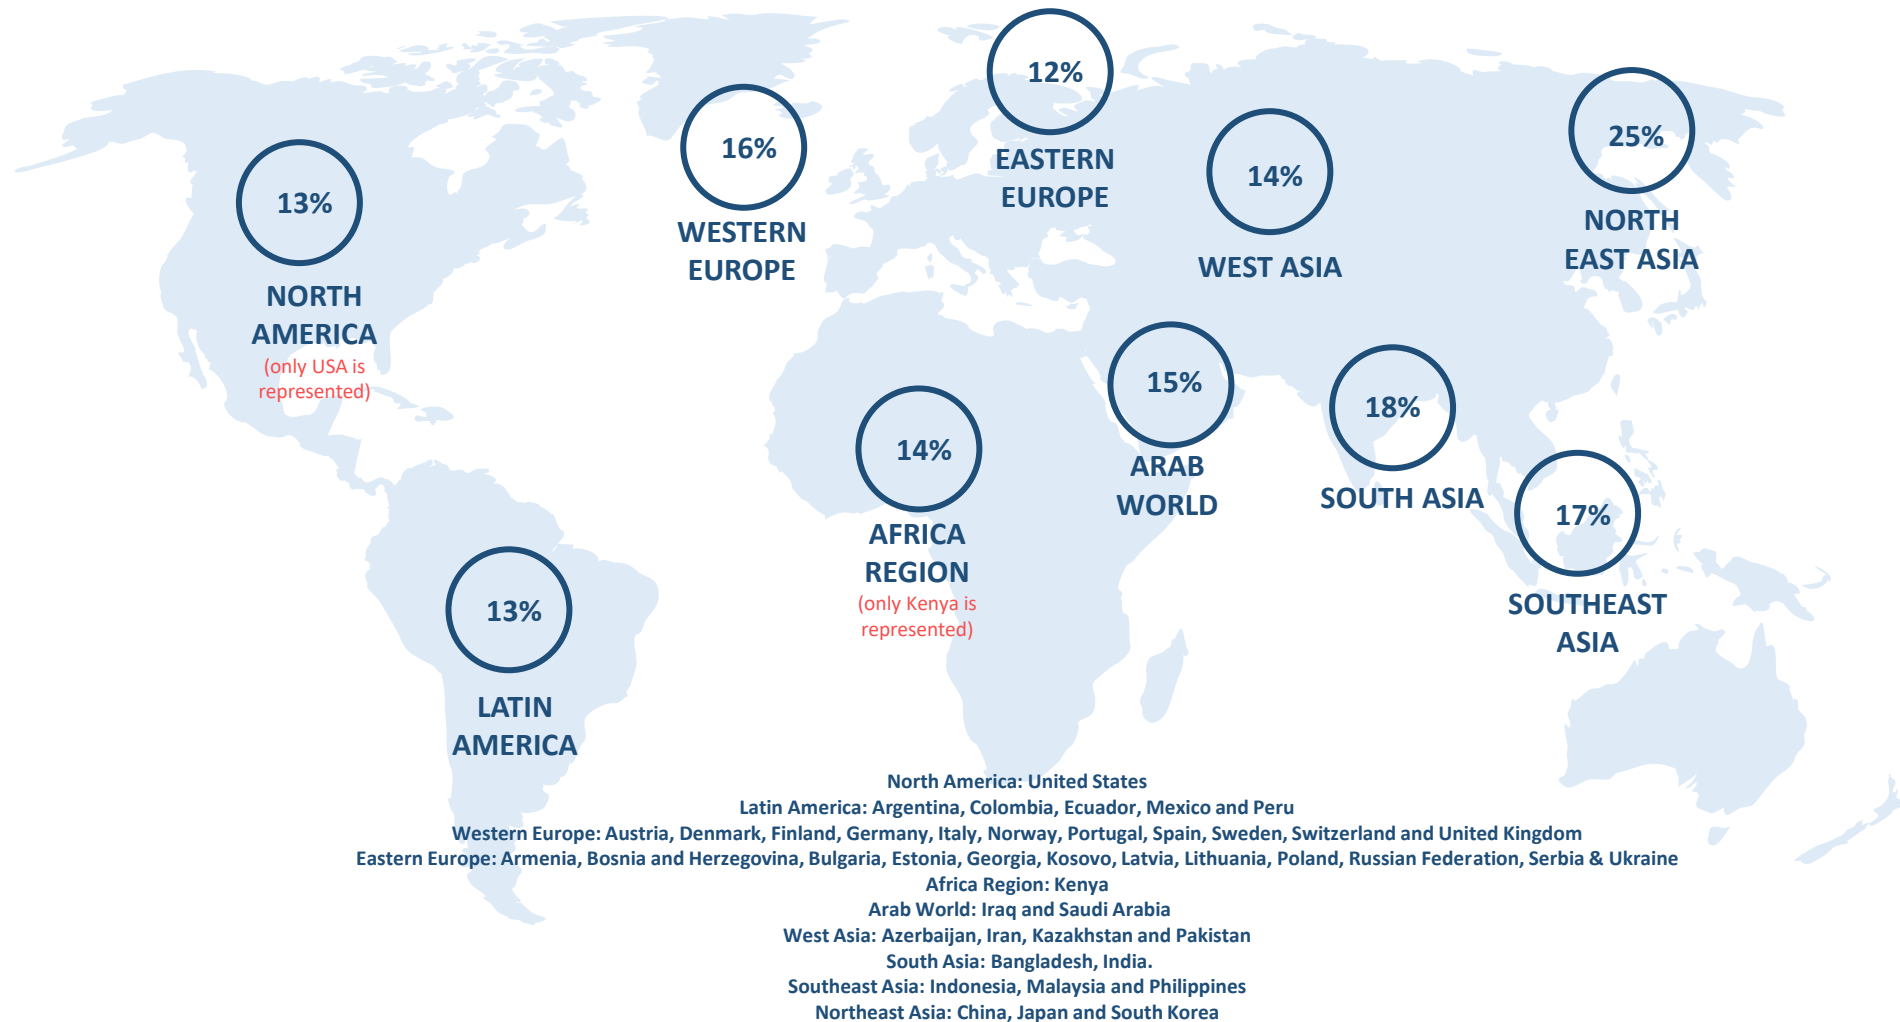 12%
EASTERN
EUROPE
25%
NORTH
EAST ASIA
16%
WESTERN
EUROPE
14%
WEST ASIA
13%
NORTH
AMERICA
(only USA is
represented)
15%
ARAB
WORLD
18%
SOUTH ASIA
14%
AFRICA
REGION
(only Kenya is
represented)
17%
SOUTHEAST
ASIA
13%
LATIN
AMERICA
North America: United States
Latin America: Argentina, Colombia, Ecuador, Mexico and Peru
Western Europe: Austria, Denmark, Finland, Germany, Italy, Norway, Portugal, Spain, Sweden, Switzerland and United Kingdom
Eastern Europe: Armenia, Bosnia and Herzegovina, Bulgaria, Estonia, Georgia, Kosovo, Latvia, Lithuania, Poland, Russian Federation, Serbia & Ukraine
Africa Region: Kenya
Arab World: Iraq and Saudi Arabia
West Asia: Azerbaijan, Iran, Kazakhstan and Pakistan
South Asia: Bangladesh, India.
Southeast Asia: Indonesia, Malaysia and Philippines
Northeast Asia: China, Japan and South Korea